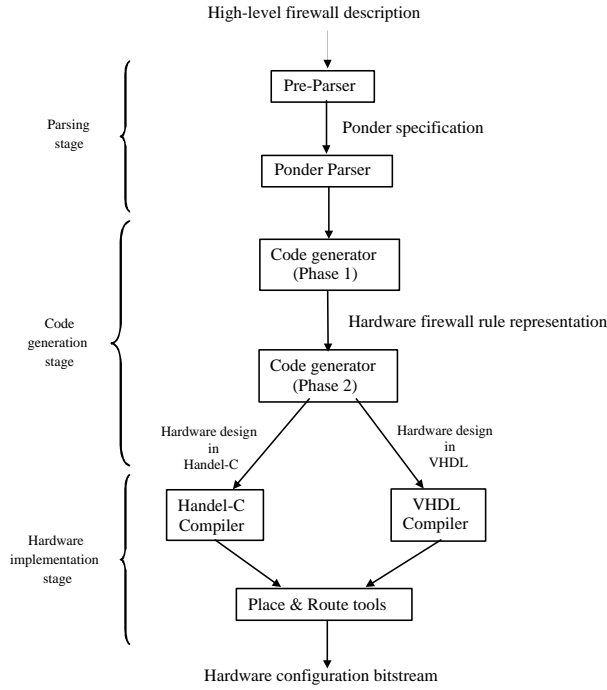 High-level firewall description
Pre-Parser
Parsing
stage
Ponder specification
Ponder Parser
Code generator
(Phase 1)
Code
generation
stage
Hardware firewall rule representation
Code generator
(Phase 2)
Hardware design
in
Handel-C
Hardware design
in
VHDL
Hardware
implementation
stage
Handel-C
Compiler
VHDL
Compiler
Place & Route tools
Hardware configuration bitstream